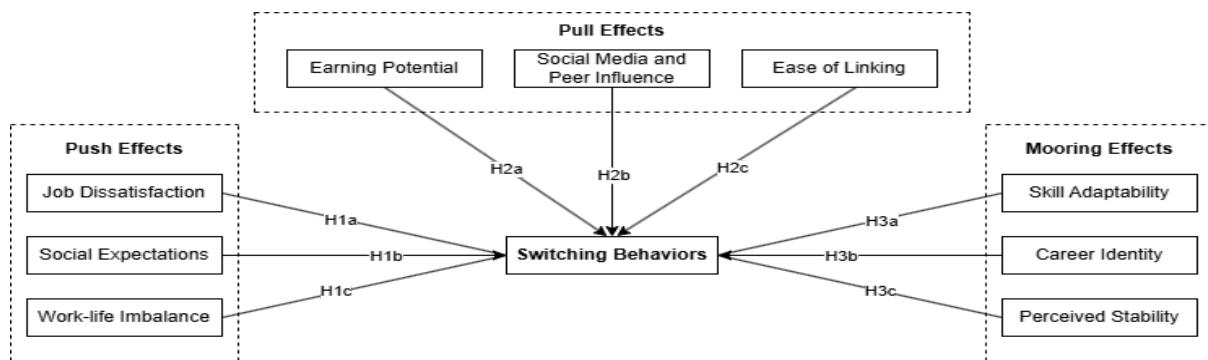 Pull Effects
Earning Potential
Social Media and
Peer Influence
Ease of Linking
Push Effects
Job Dissatisfaction
Social Expectations
Work-life Imbalance
H1a
H1b
H1c
H2a
H2b
H2c
Switching Behaviors
H3a
H3b
H3c
Mooring Effects
Skill Adaptability
Career Identity
Perceived Stability